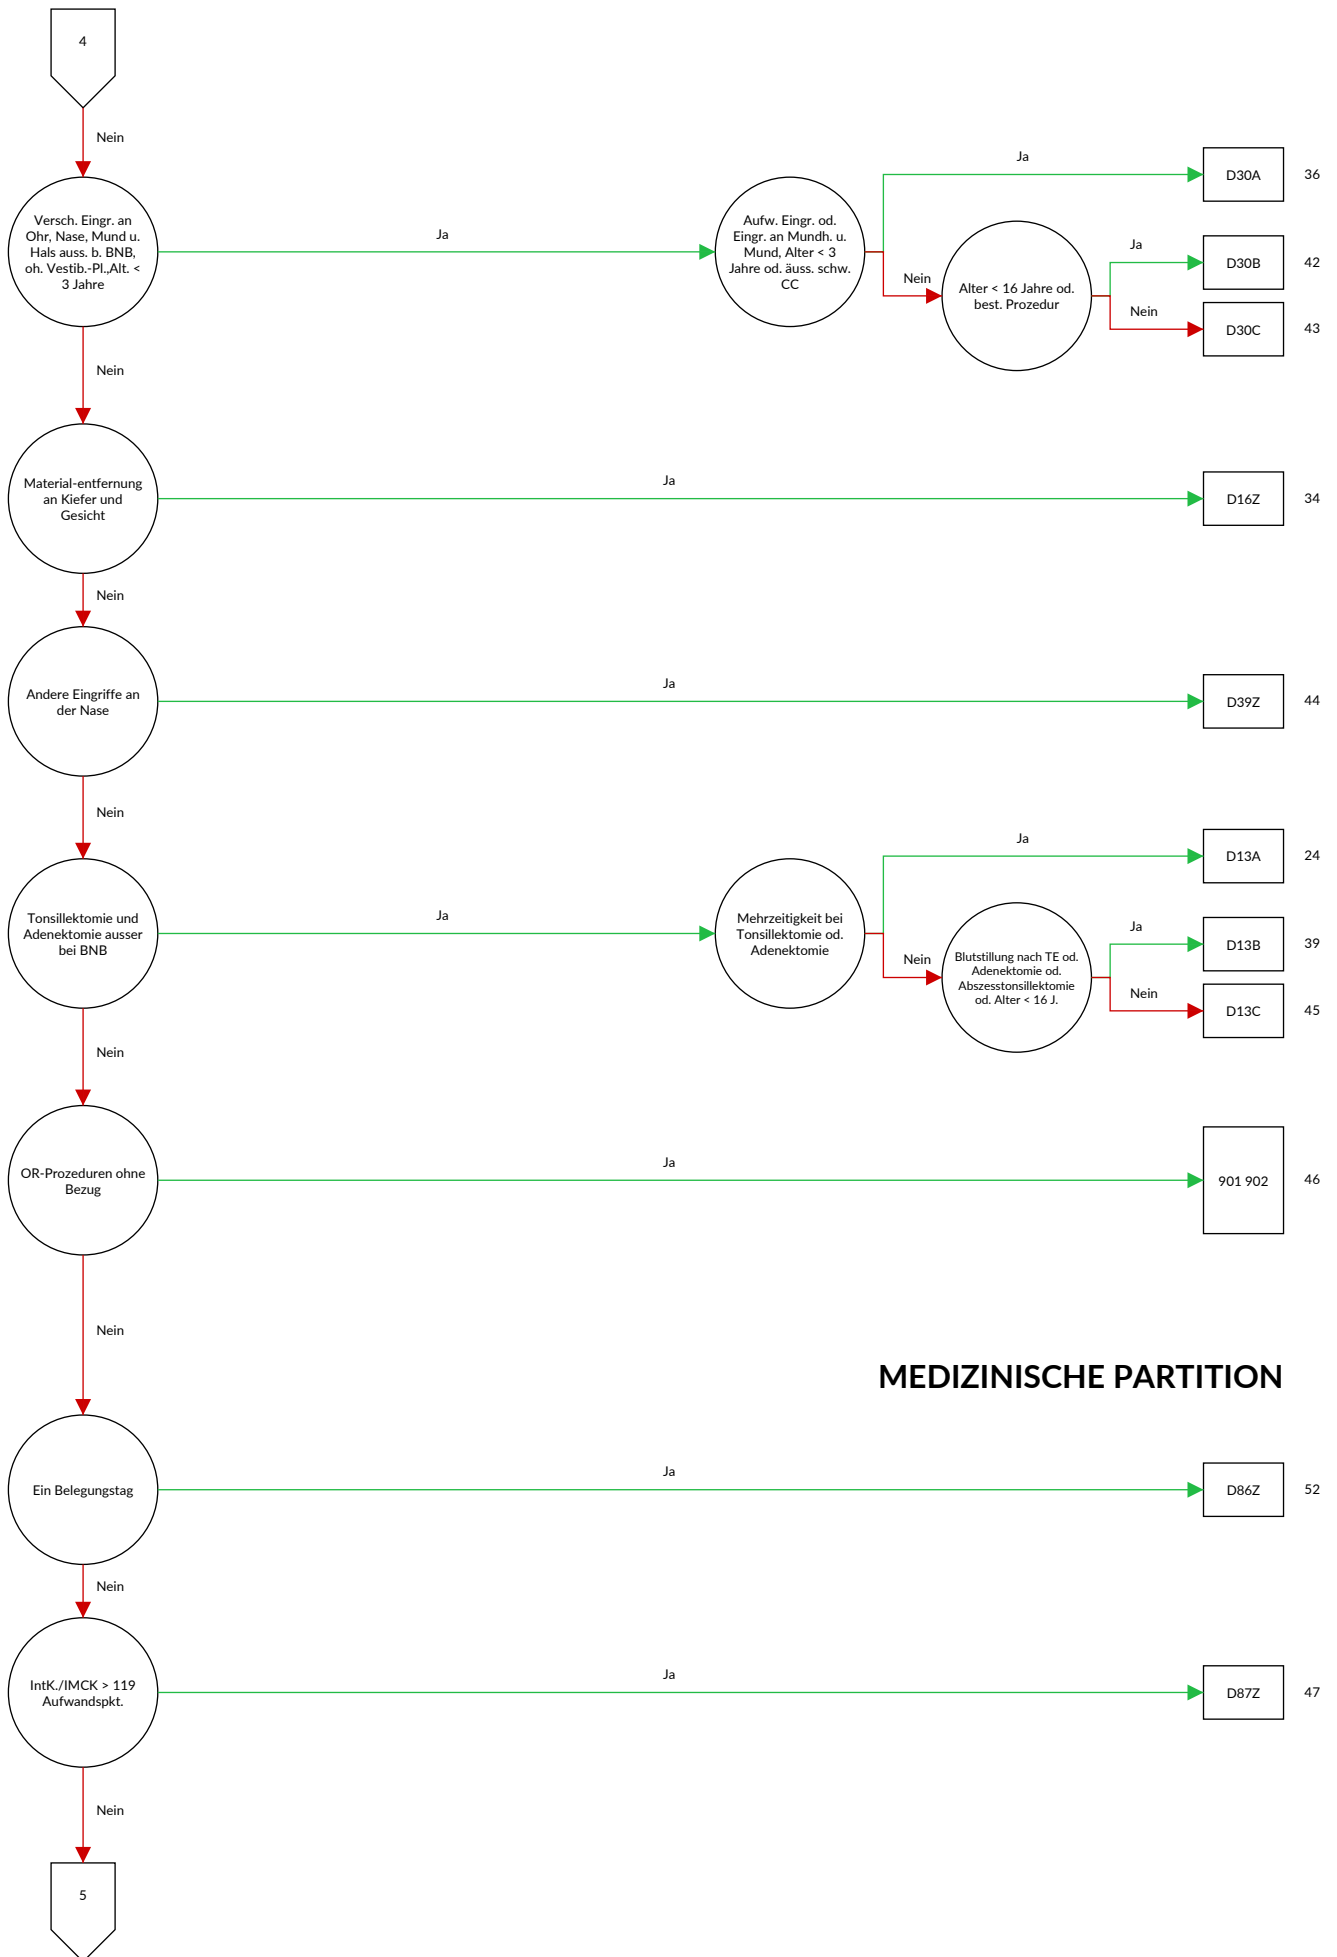 4
Nein
Versch. Eingr. an
Ohr, Nase, Mund u.
Hals auss. b. BNB,
oh. Vestib.-Pl.,Alt. <
3 Jahre
Ja
Aufw. Eingr. od.
Eingr. an Mundh. u.
Mund, Alter < 3
Jahre od. äuss. schw.
CC
Ja
D30A
36
Nein
Alter < 16 Jahre od.
best. Prozedur
Ja
D30B
42
Nein
D30C
43
Nein
Material-entfernung
an Kiefer und
Gesicht
Ja
D16Z
34
Nein
Andere Eingriffe an
der Nase
Ja
D39Z
44
Nein
Tonsillektomie und
Adenektomie ausser
bei BNB
Ja
Mehrzeitigkeit bei
Tonsillektomie od.
Adenektomie
Ja
D13A
24
Nein
Blutstillung nach TE od.
Adenektomie od.
Abszesstonsillektomie
od. Alter < 16 J.
Ja
D13B
39
Nein
D13C
45
Nein
OR-Prozeduren ohne
Bezug
Ja
901 902
46
Nein
MEDIZINISCHE PARTITION
Ein Belegungstag
Ja
D86Z
52
Nein
IntK./IMCK > 119
Aufwandspkt.
Ja
D87Z
47
Nein
5